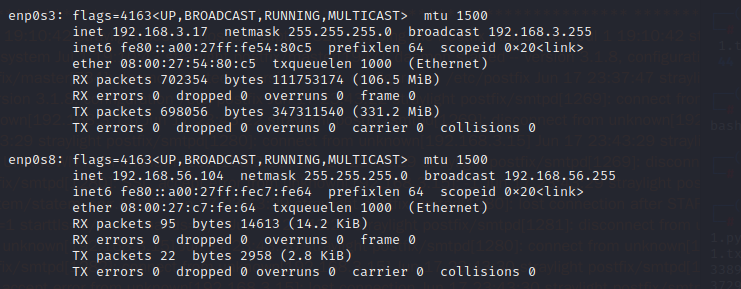 enp0s3: flags=4163<UP,BROADCAST,RUNNING,MULTICAST>  mtu 1500
        inet 192.168.3.17  netmask 255.255.255.0  broadcast 192.168.3.255
        inet6 fe80::a00:27ff:fe54:80c5  prefixlen 64  scopeid 0×20<link>
        ether 08:00:27:54:80:c5  txqueuelen 1000  (Ethernet)
        RX packets 702354  bytes 111753174 (106.5 MiB)
        RX errors 0  dropped 0  overruns 0  frame 0
        TX packets 698056  bytes 347311540 (331.2 MiB)
        TX errors 0  dropped 0 overruns 0  carrier 0  collisions 0
enp0s8: flags=4163<UP,BROADCAST,RUNNING,MULTICAST>  mtu 1500
        inet 192.168.56.104  netmask 255.255.255.0  broadcast 192.168.56.255
        inet6 fe80::a00:27ff:fec7:fe64  prefixlen 64  scopeid 0×20<link>
        ether 08:00:27:c7:fe:64  txqueuelen 1000  (Ethernet)
        RX packets 95  bytes 14613 (14.2 KiB)
        RX errors 0  dropped 0  overruns 0  frame 0
        TX packets 22  bytes 2958 (2.8 KiB)
        TX errors 0  dropped 0 overruns 0  carrier 0  collisions 0